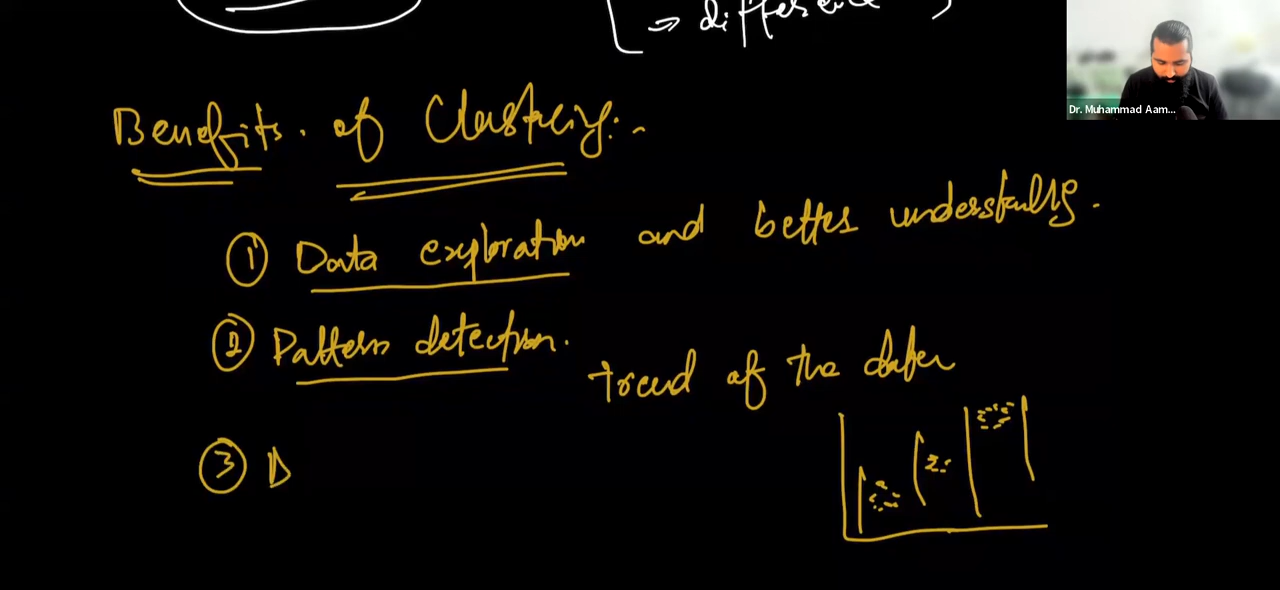 ⇒ difference
Dr. Muhammad Aam...
Benefits of Clustering:-
① Data exploration and better understanding.
② Pattern detection.
trend of the data
③ D